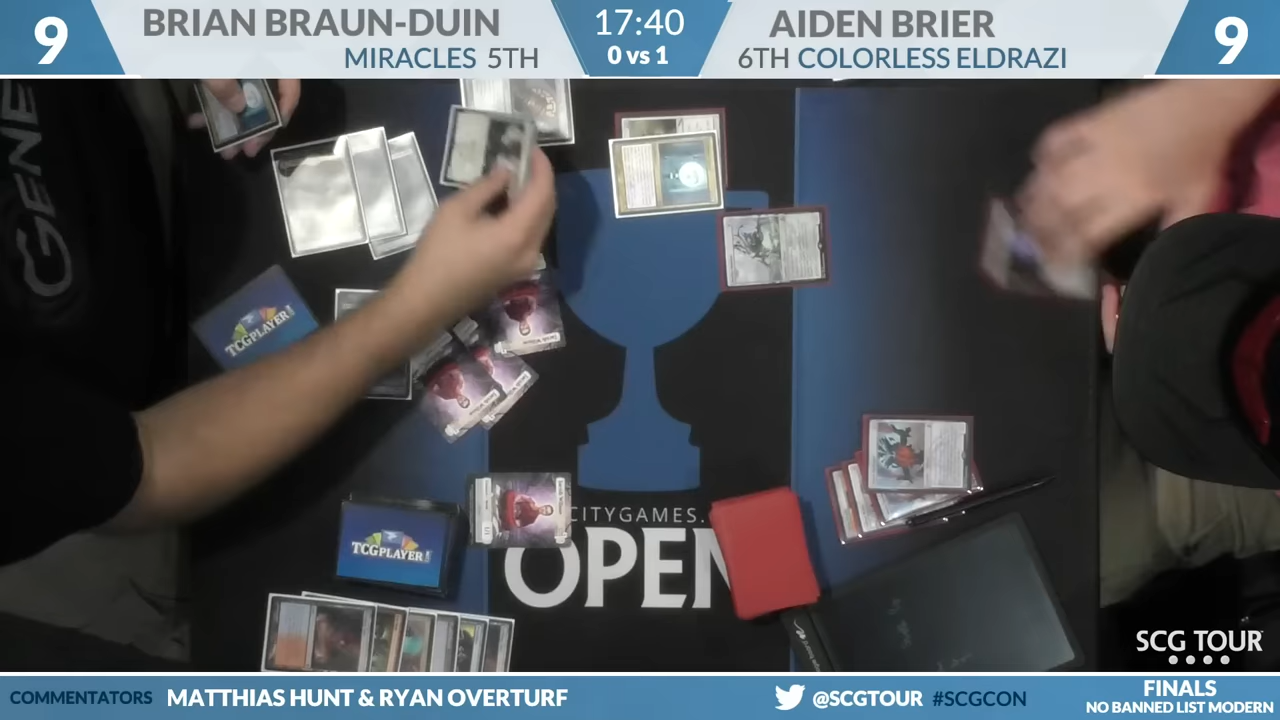 9
BRIAN BRAUN-DUIN
MIRACLES 5TH
17:40
0 vs 1
AIDEN BRIER
6TH COLORLESS ELDRAZI
9
GENE
TCGPLAYER
TCGPLAYER
CITYGAMES.
OPEN
SCG TOUR
COMMENTATORS MATTHIAS HUNT & RYAN OVERTURF
@SCGTOUR #SCGCON
FINALS
NO BANNED LIST MODERN